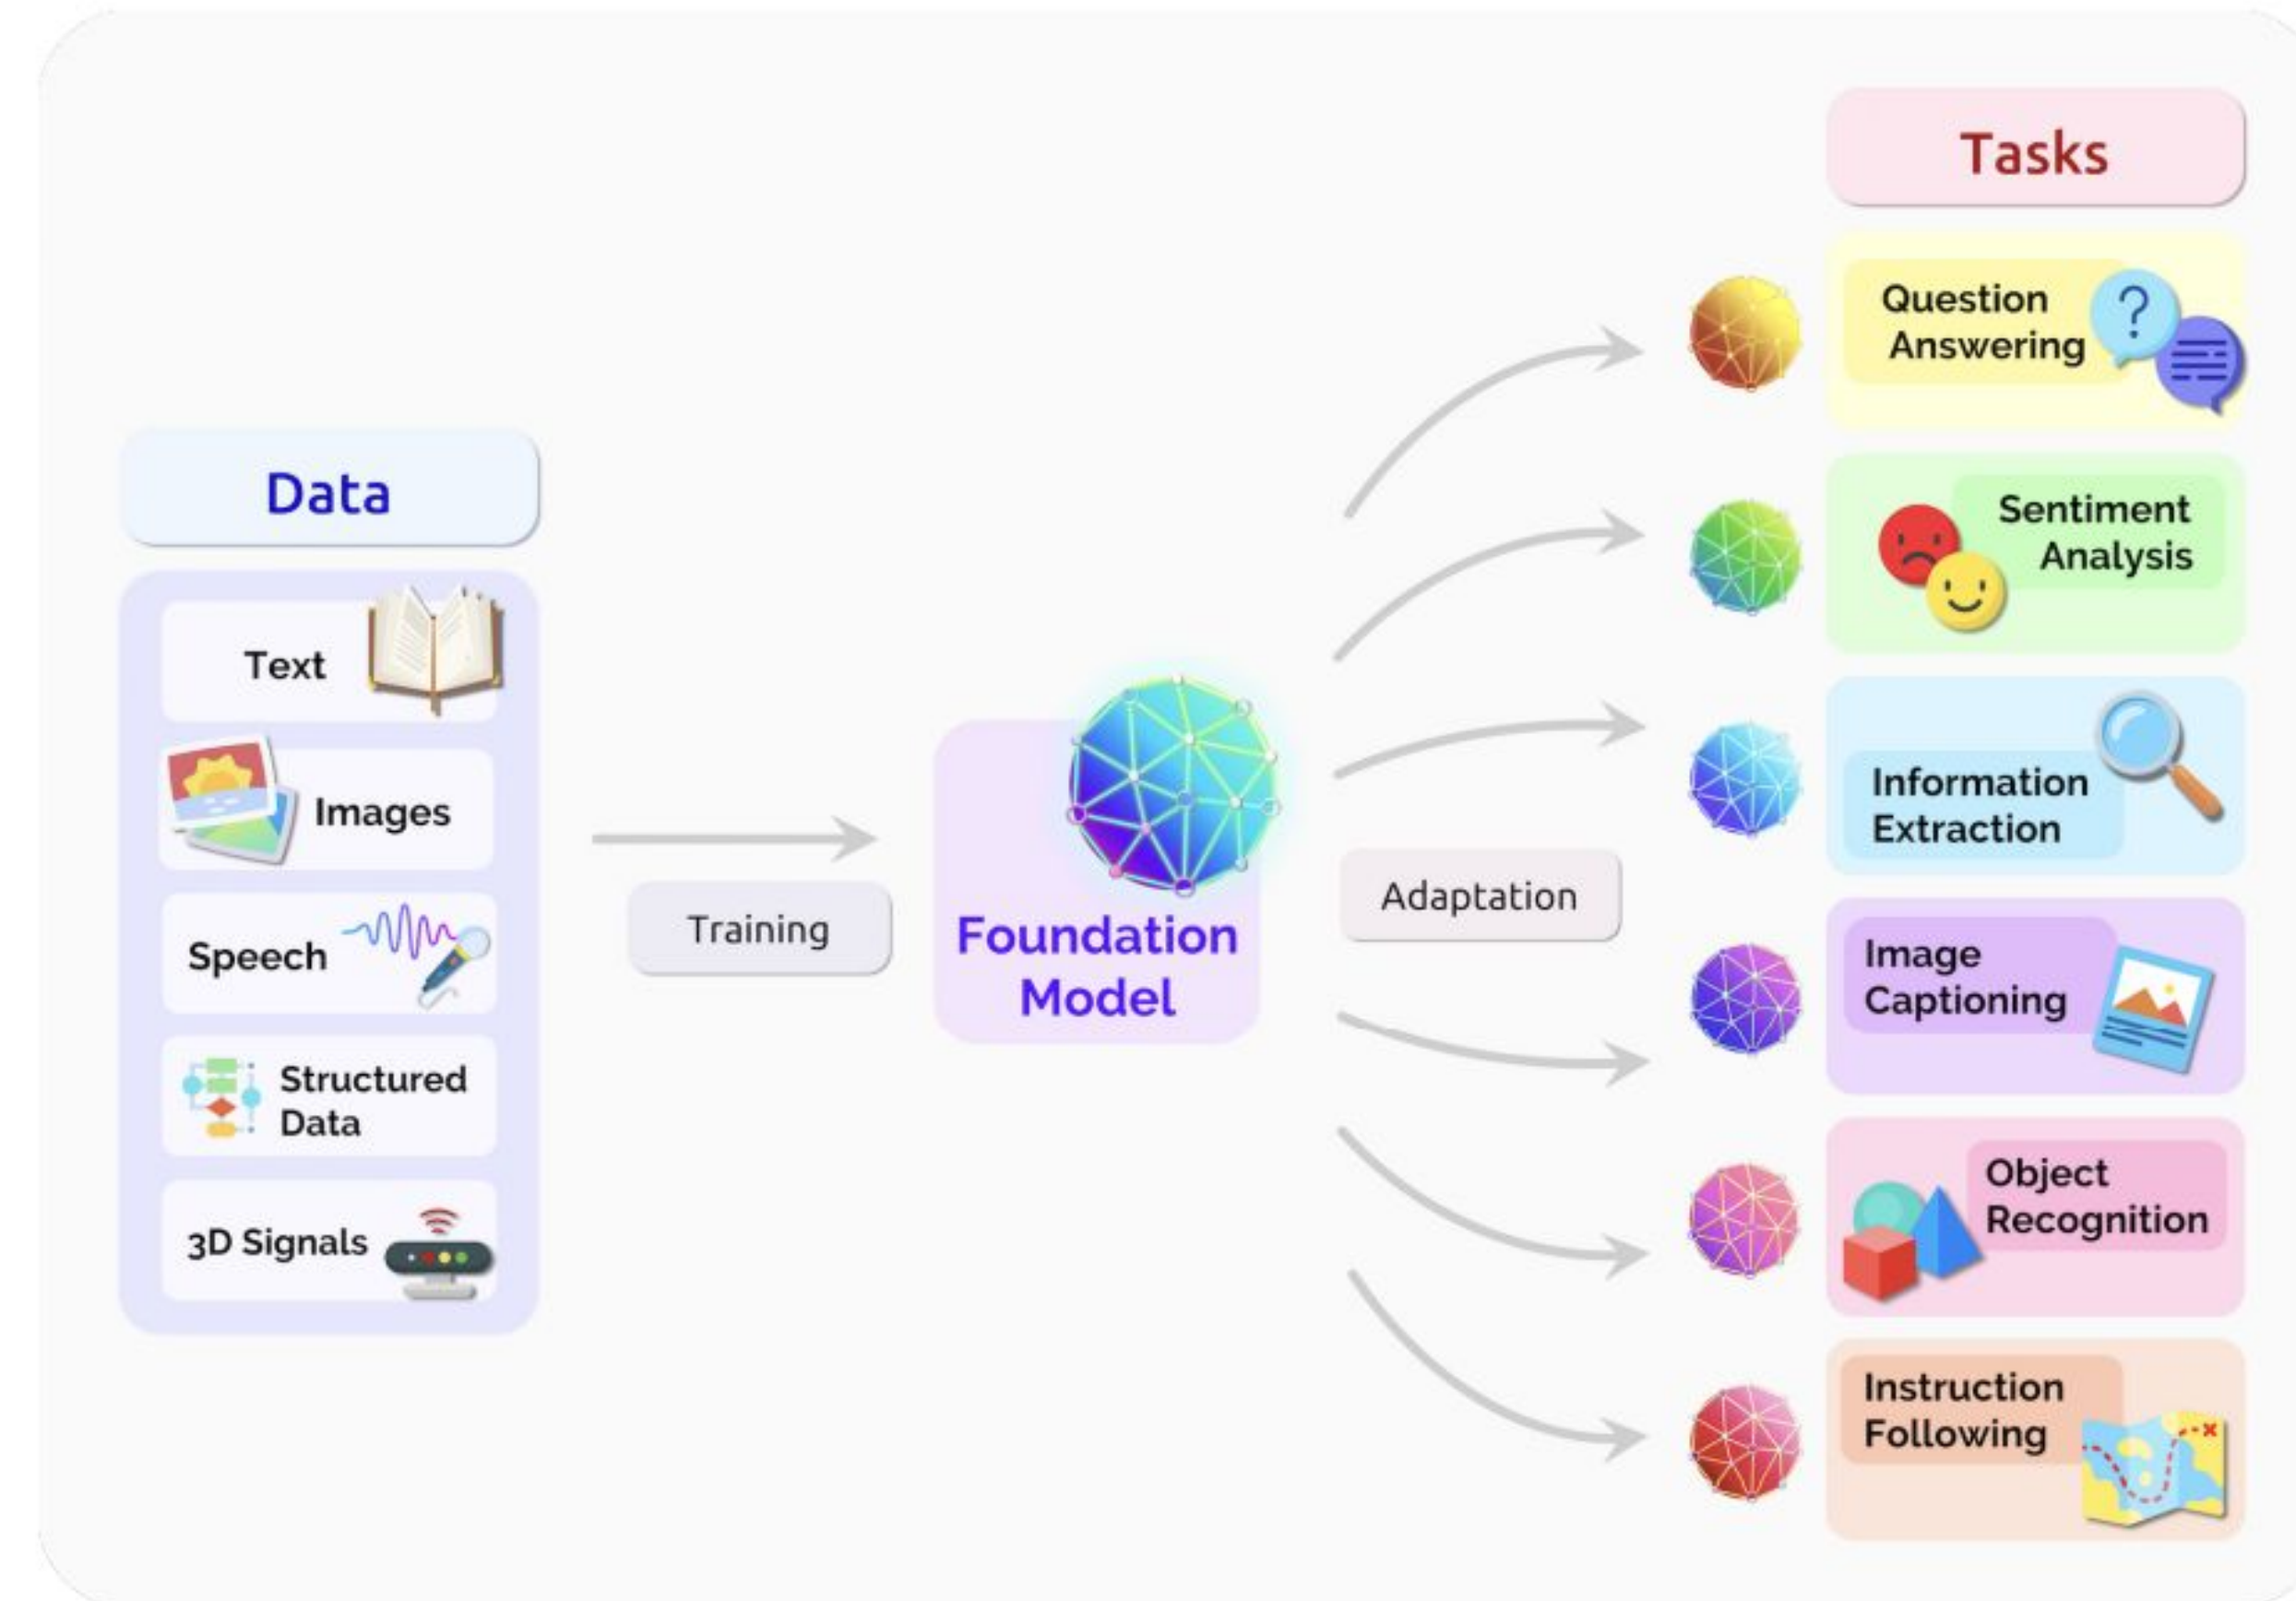 Data
Text
Images
Speech
Structured
Data
3D Signals
Training
Foundation
Model
Adaptation
Tasks
Question
Answering
Sentiment
Analysis
Information
Extraction
Image
Captioning
Object
Recognition
Instruction
Following